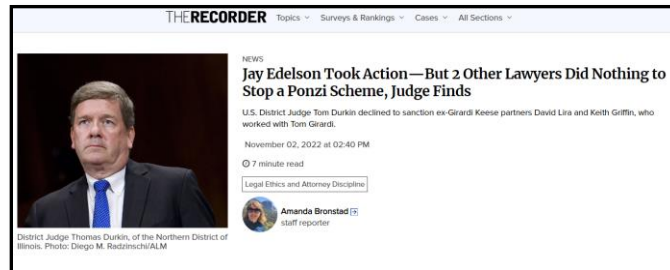 THE RECORDER Topics Surveys & Rankings Cases All Sections
NEWS
Jay Edelson Took Action—But 2 Other Lawyers Did Nothing to
Stop a Ponzi Scheme, Judge Finds
U.S. District Judge Tom Durkin declined to sanction ex-Girardi Keese partners David Lira and Keith Griffin, who
worked with Tom Girardi.
November 02, 2022 at 02:40 PM
7 minute read
Legal Ethics and Attorney Discipline
Amanda Bronstad
staff reporter
District Judge Thomas Durkin, of the Northern District of
Illinois. Photo: Diego M. Radzinschi/ALM